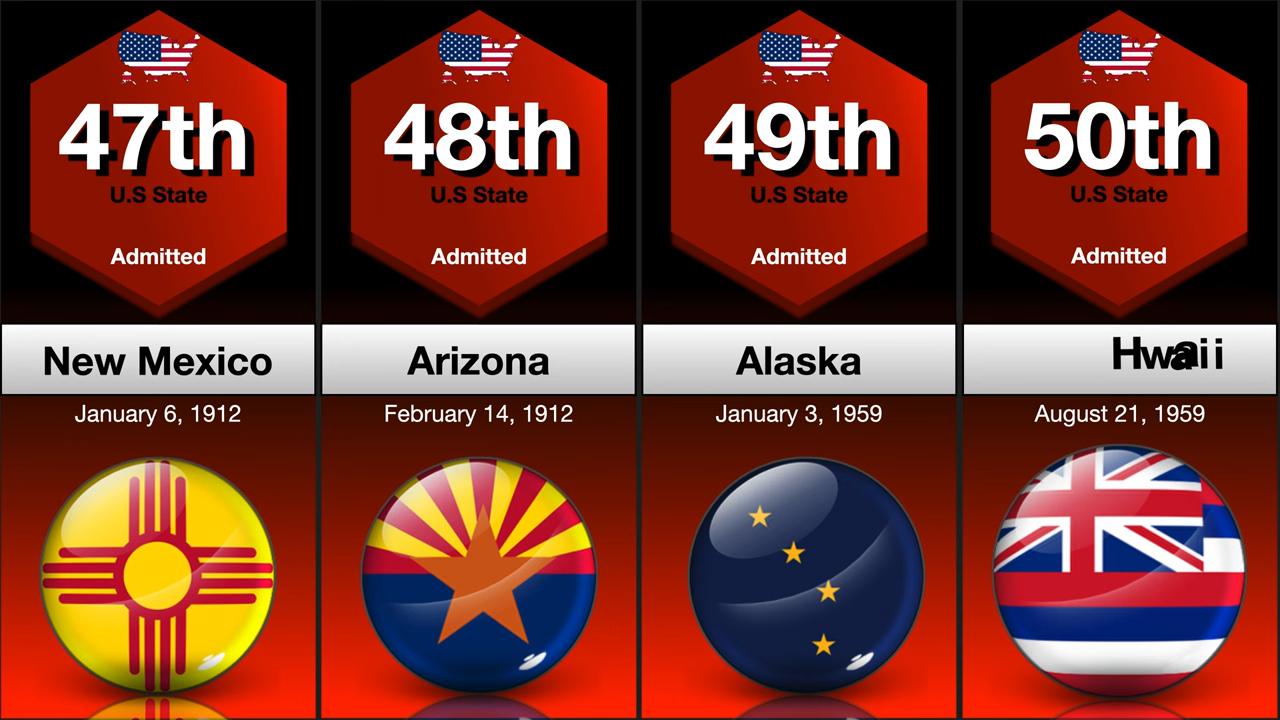 47th
U.S State
Admitted
New Mexico
January 6, 1912
48th
U.S State
Admitted
Arizona
February 14, 1912
49th
U.S State
Admitted
Alaska
January 3, 1959
50th
U.S State
Admitted
Hawaii
August 21, 1959